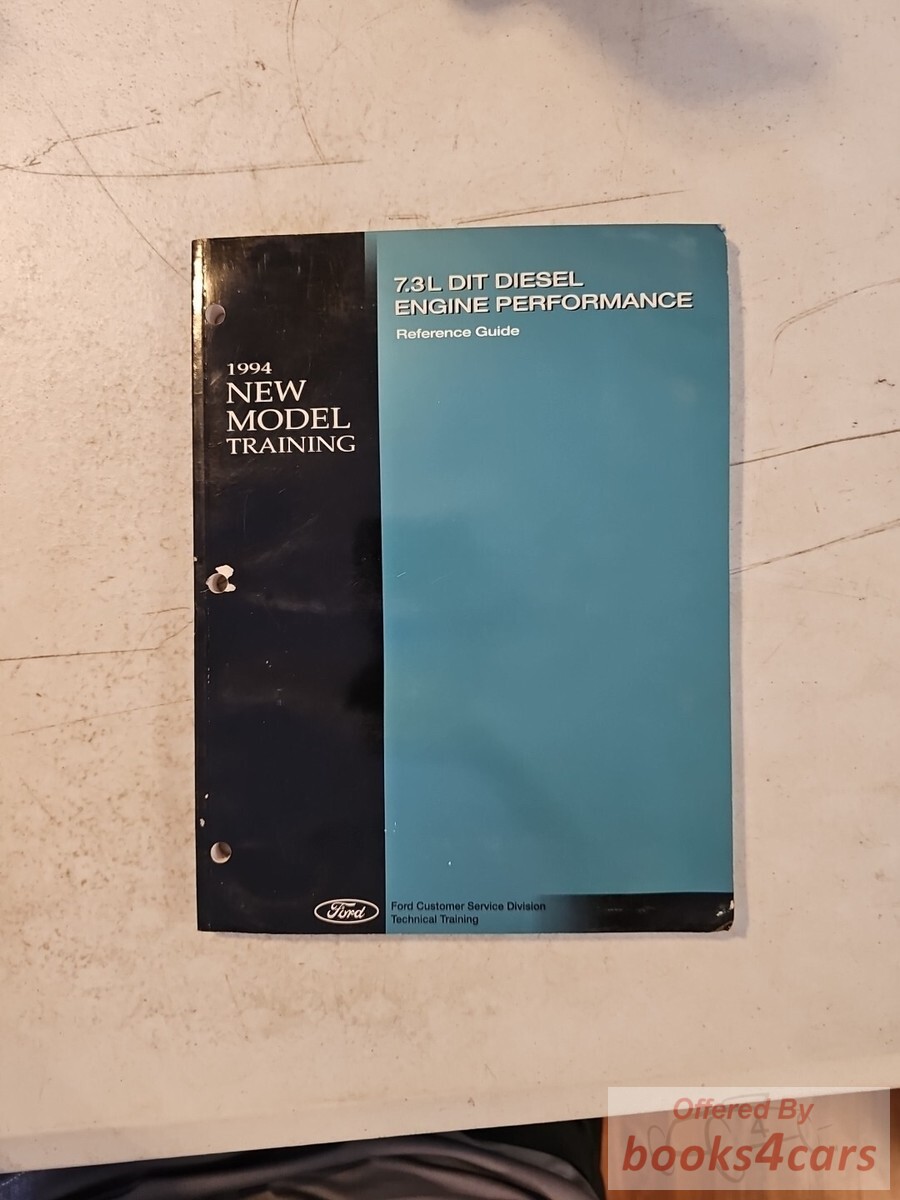 7.3L DIT DIESEL
ENGINE PERFORMANCE
Reference Guide
1994
NEW
MODEL
TRAINING
Ford
Ford Customer Service Division
Technical Training
Offered By
books4cars